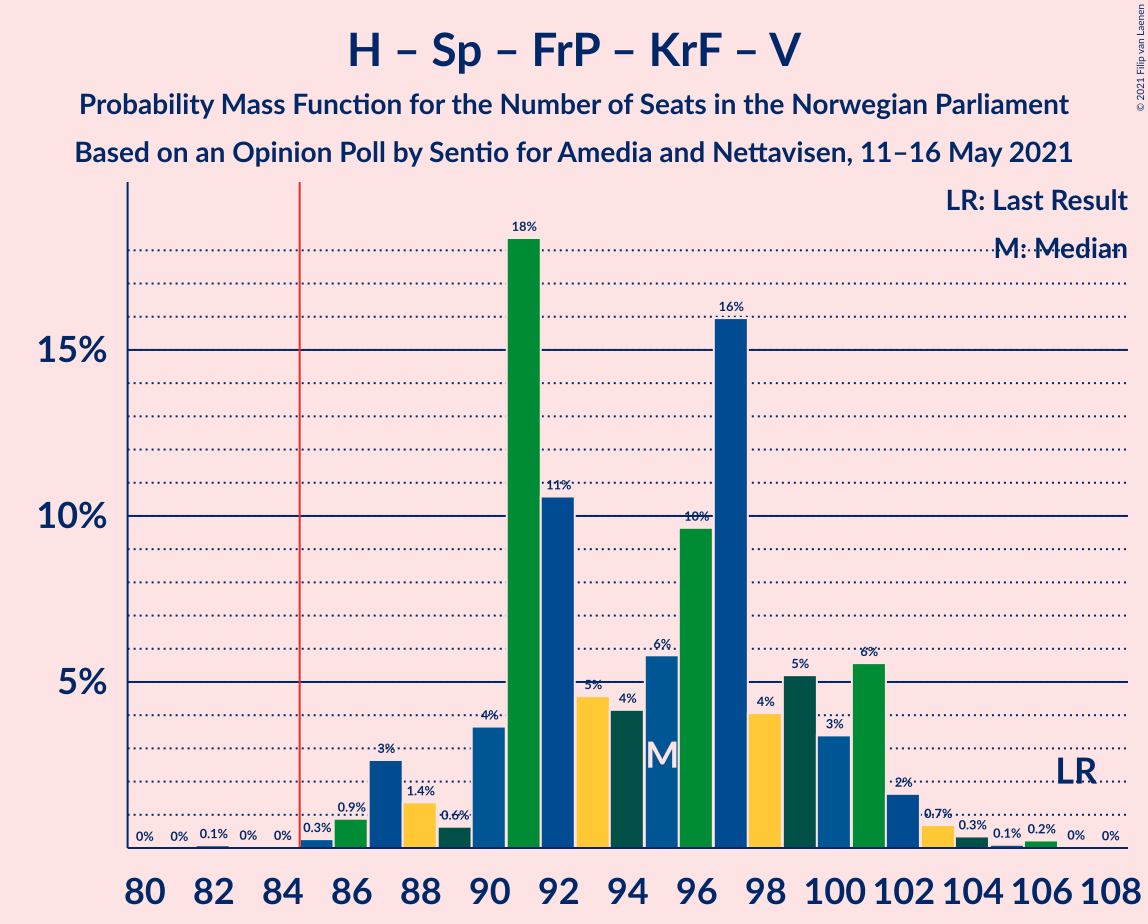 H – Sp – FrP – KrF – V
Probability Mass Function for the Number of Seats in the Norwegian Parliament
Based on an Opinion Poll by Sentio for Amedia and Nettavisen, 11–16 May 2021
© 2021 Filip van Laenen
LR: Last Result
M: Median
15%
10%
5%
0% 0% 0.1% 0% 0% 0.3% 0.9% 3% 1.4% 0.6% 4% 18% 11% 5% 4% 6% 10% 16% 4% 5% 3% 6% 2% 0.7% 0.3% 0.1% 0.2% 0% 0%
M
LR
80 82 84 86 88 90 92 94 96 98 100 102 104 106 108